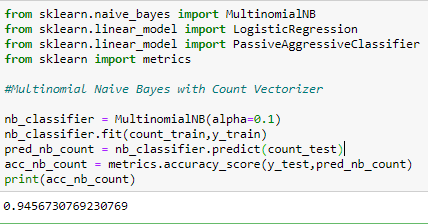 from sklearn.naive_bayes import MultinomialNB
from sklearn.linear_model import LogisticRegression
from sklearn.linear_model import PassiveAggressiveClassifier
from sklearn import metrics
#Multinomial Naive Bayes with Count Vectorizer
nb_classifier = MultinomialNB(alpha=0.1)
nb_classifier.fit(count_train,y_train)
pred_nb_count = nb_classifier.predict(count_test)
acc_nb_count = metrics.accuracy_score(y_test,pred_nb_count)
print(acc_nb_count)
0.9456730769230769